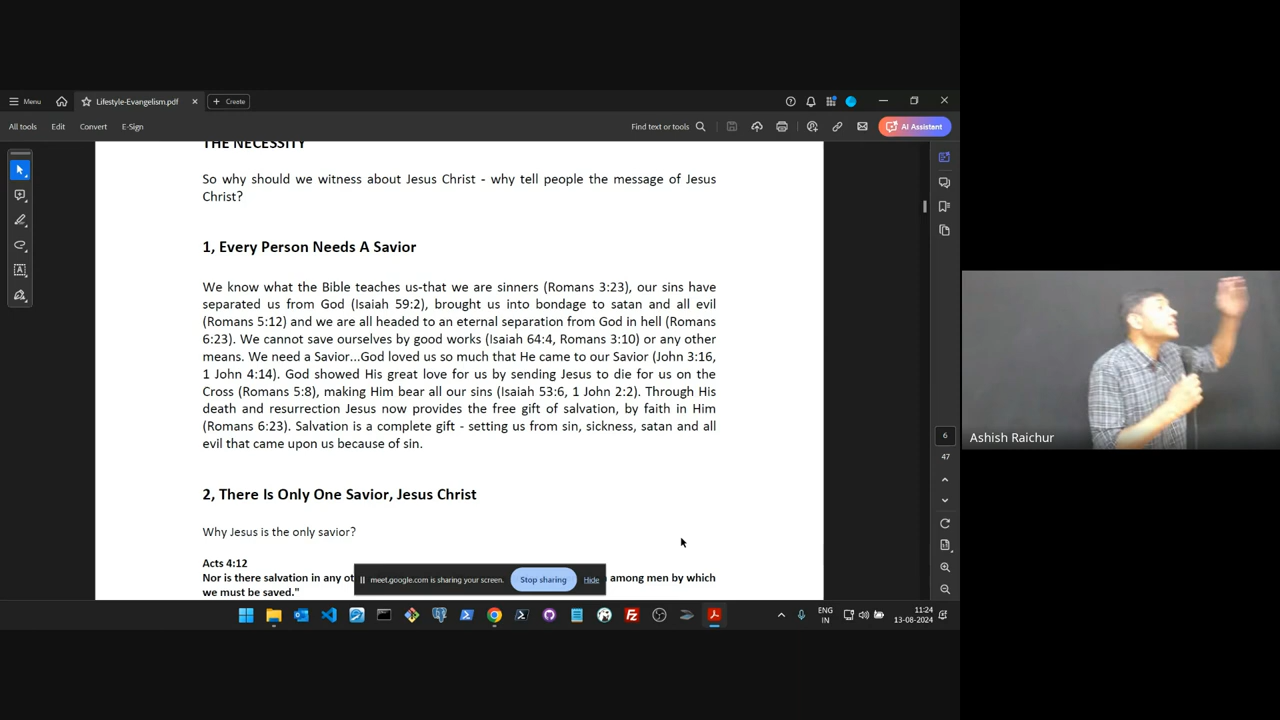 Menu
Lifestyle-Evangelism.pdf
Create
All tools Edit Convert E-Sign
Find text or tools
AI Assistant
THE NECESSITY
So why should we witness about Jesus Christ - why tell people the message of Jesus
Christ?
1, Every Person Needs A Savior
We know what the Bible teaches us-that we are sinners (Romans 3:23), our sins have
separated us from God (Isaiah 59:2), brought us into bondage to satan and all evil
(Romans 5:12) and we are all headed to an eternal separation from God in hell (Romans
6:23). We cannot save ourselves by good works (Isaiah 64:4, Romans 3:10) or any other
means. We need a Savior...God loved us so much that He came to our Savior (John 3:16,
1 John 4:14). God showed His great love for us by sending Jesus to die for us on the
Cross (Romans 5:8), making Him bear all our sins (Isaiah 53:6, 1 John 2:2). Through His
death and resurrection Jesus now provides the free gift of salvation, by faith in Him
(Romans 6:23). Salvation is a complete gift - setting us from sin, sickness, satan and all
evil that came upon us because of sin.
2, There Is Only One Savior, Jesus Christ
Why Jesus is the only savior?
Acts 4:12
Nor is there salvation in any ot
among men by which
we must be saved."
meet.google.com is sharing your screen.
Stop sharing
Hide
6
47
Ashish Raichur
ENG
IN
11:24
13-08-2024